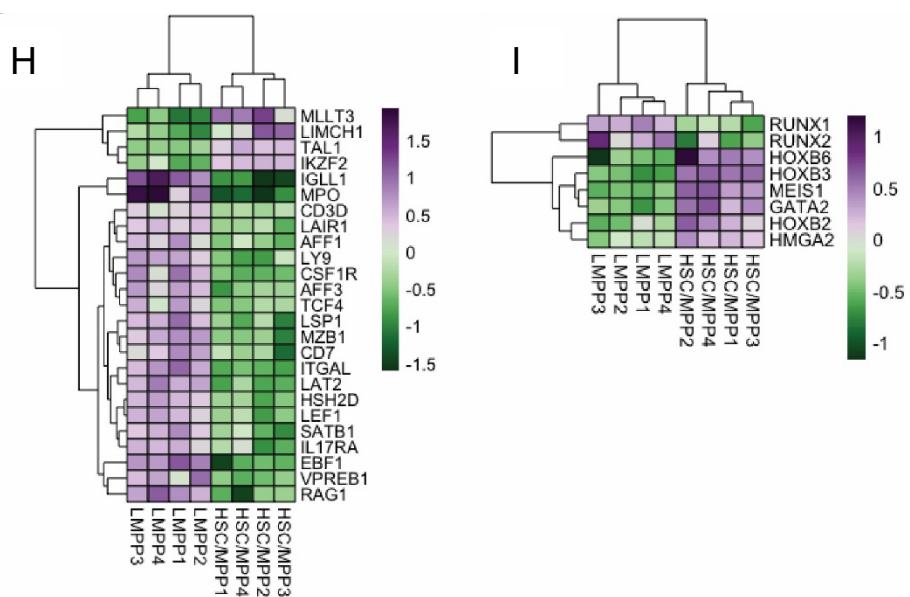 H
MLLT3
LIMCH1
TAL1
IKZF2
IGLL1
MPO
CD3D
LAIR1
AFF1
LY9
CSF1R
AFF3
TCF4
LSP1
MZB1
CD7
ITGAL
LAT2
HSH2D
LEF1
SATB1
IL17RA
EBF1
VPREB1
RAG1
LMPP3
LMPP4
LMPP1
LMPP2
HSC/MPP1
HSC/MPP4
HSC/MPP2
HSC/MPP3
1.5
1
0.5
0
-0.5
-1
-1.5
I
RUNX1
RUNX2
HOXB6
HOXB3
MEIS1
GATA2
HOXB2
HMGA2
LMPP3
LMPP2
LMPP1
LMPP4
HSC/MPP2
HSC/MPP4
HSC/MPP1
HSC/MPP3
1
0.5
0
-0.5
-1